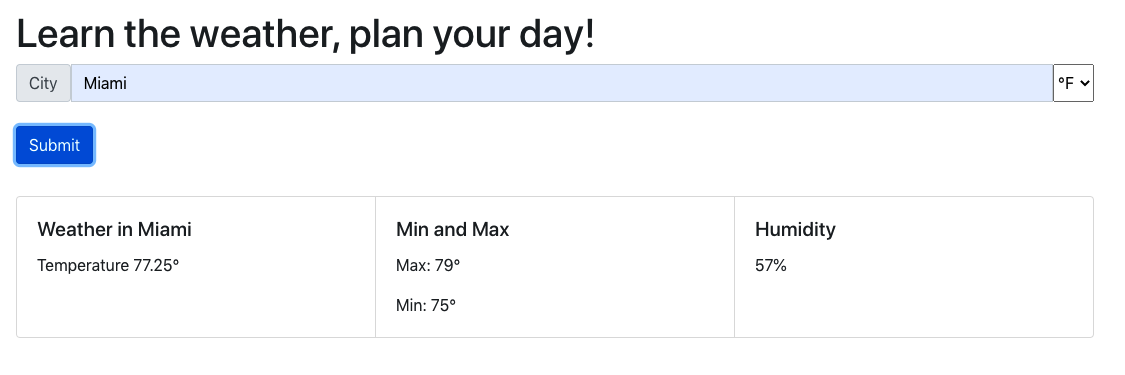 Learn the weather, plan your day!
City Miami °F
Submit
Weather in Miami
Temperature 77.25°
Min and Max
Max: 79°
Min: 75°
Humidity
57%